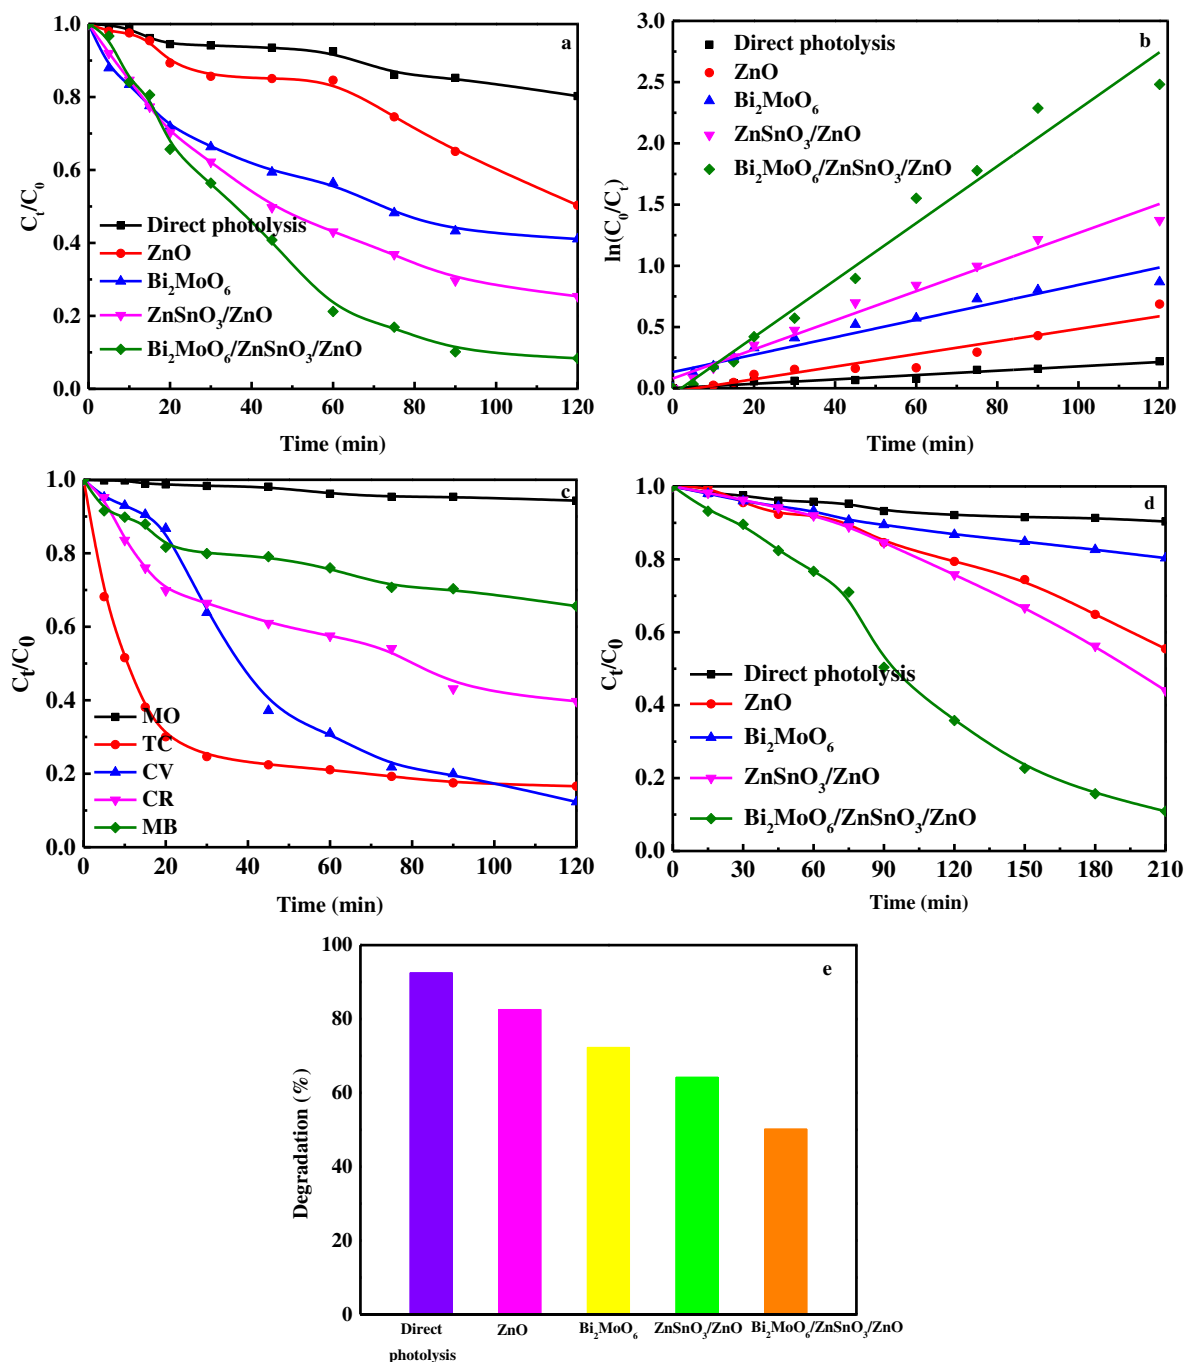 1.0
0.8
0.6
0.4
0.2
0.0
0 20 40 60 80 100 120
Cₜ/C₀
Time (min)
a
Direct photolysis
ZnO
Bi₂MoO₆
ZnSnO₃/ZnO
Bi₂MoO₆/ZnSnO₃/ZnO
3.0
2.5
2.0
1.5
1.0
0.5
0.0
0 20 40 60 80 100 120
ln(C₀/Cₜ)
Time (min)
b
Direct photolysis
ZnO
Bi₂MoO₆
ZnSnO₃/ZnO
Bi₂MoO₆/ZnSnO₃/ZnO
1.0
0.8
0.6
0.4
0.2
0.0
0 20 40 60 80 100 120
Cₜ/C₀
Time (min)
c
MO
TC
CV
CR
MB
1.0
0.8
0.6
0.4
0.2
0.0
0 30 60 90 120 150 180 210
Cₜ/C₀
Time (min)
d
Direct photolysis
ZnO
Bi₂MoO₆
ZnSnO₃/ZnO
Bi₂MoO₆/ZnSnO₃/ZnO
100
80
60
40
20
0
Degradation (%)
e
Direct
photolysis
ZnO
Bi₂MoO₆
ZnSnO₃/ZnO
Bi₂MoO₆/ZnSnO₃/ZnO